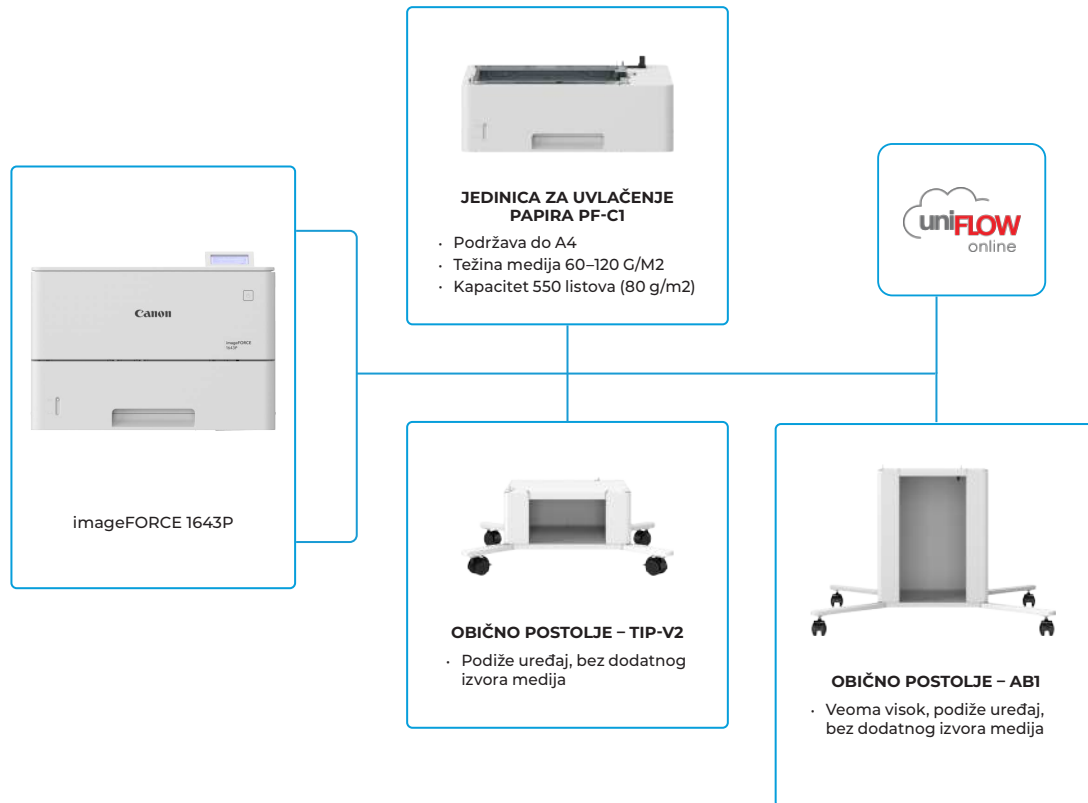 JEDINICA ZA UVLAČENJE
PAPIRA PF-C1
· Podržava do A4
· Težina medija 60–120 G/M2
· Kapacitet 550 listova (80 g/m2)
uniFLOW
online
Canon
imageFORCE
1643P
imageFORCE 1643P
OBIČNO POSTOLJE – TIP-V2
· Podiže uređaj, bez dodatnog
izvora medija
OBIČNO POSTOLJE – AB1
· Veoma visok, podiže uređaj,
bez dodatnog izvora medija